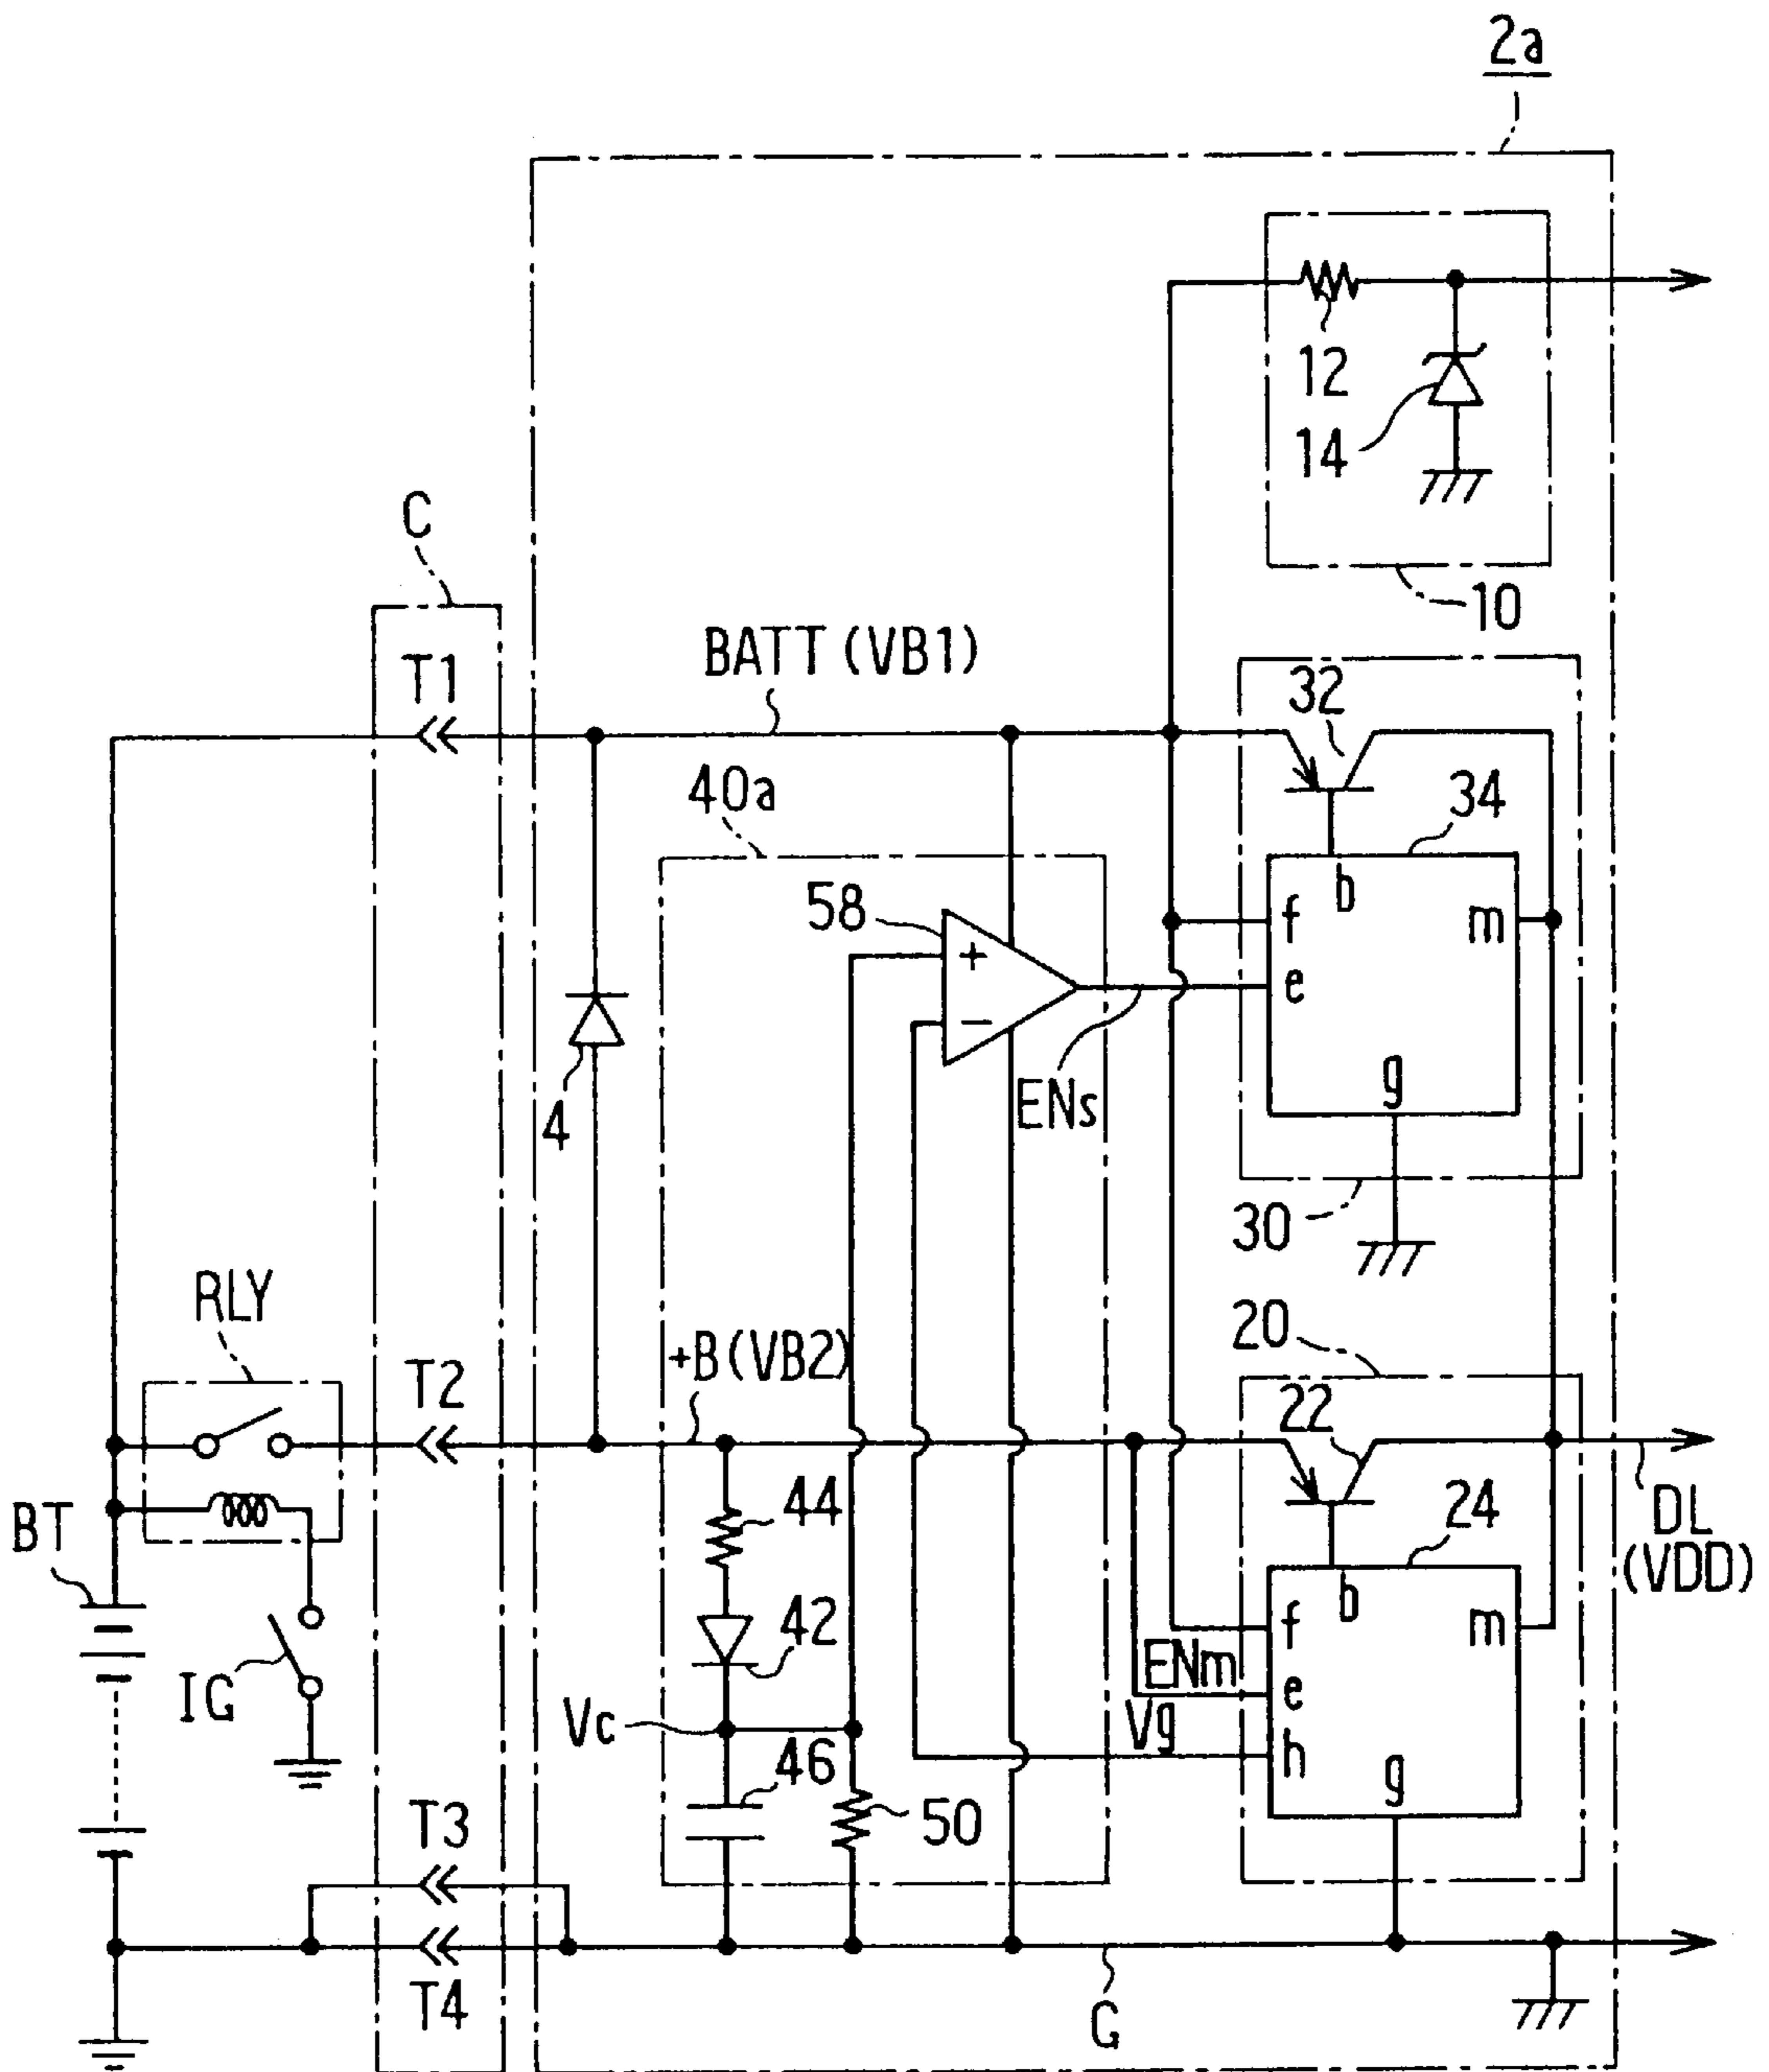 2a
12
14
10
C
T1
BATT (VB1)
32
34
40a
58
b
f
m
e
+
−
g
ENs
4
30
RLY
T2
+B (VB2)
20
22
24
44
DL
(VDD)
BT
b
f
m
42
ENm
e
IG
Vc
Vg
h
46
g
50
T3
T4
G